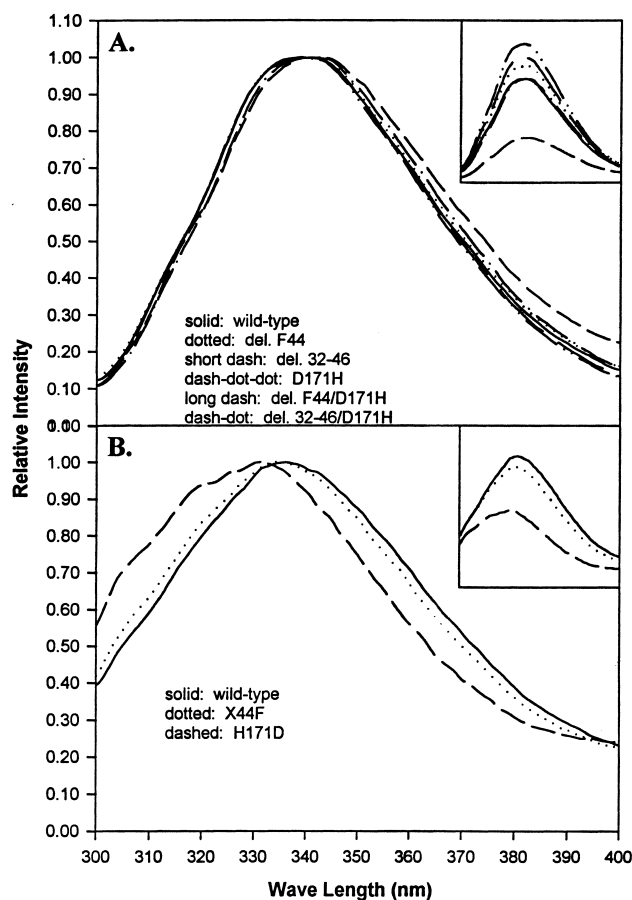 1.10
A.
1.00
0.90
0.80
0.70
0.60
0.50
0.40
0.30
0.20
0.10
solid: wild-type
dotted: del. F44
short dash: del. 32-46
dash-dot-dot: D171H
long dash: del. F44/D171H
dash-dot: del. 32-46/D171H
Relative Intensity
B.
1.00
0.90
0.80
0.70
0.60
0.50
0.40
0.30
0.20
0.10
0.00
solid: wild-type
dotted: X44F
dashed: H171D
300 310 320 330 340 350 360 370 380 390 400
Wave Length (nm)